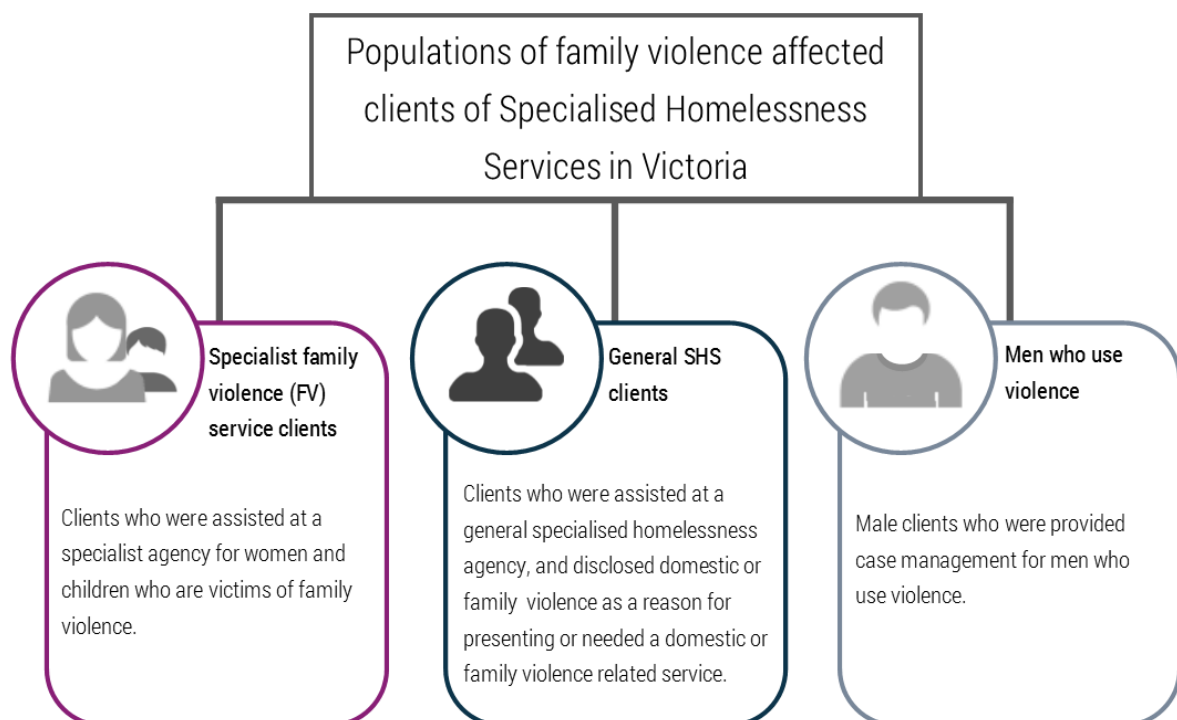 Populations of family violence affected
clients of Specialised Homelessness
Services in Victoria
Specialist family
violence (FV)
service clients
Clients who were assisted at a
specialist agency for women and
children who are victims of family
violence.
General SHS
clients
Clients who were assisted at a
general specialised homelessness
agency, and disclosed domestic or
family violence as a reason for
presenting or needed a domestic or
family violence related service.
Men who use
violence
Male clients who were provided
case management for men who
use violence.